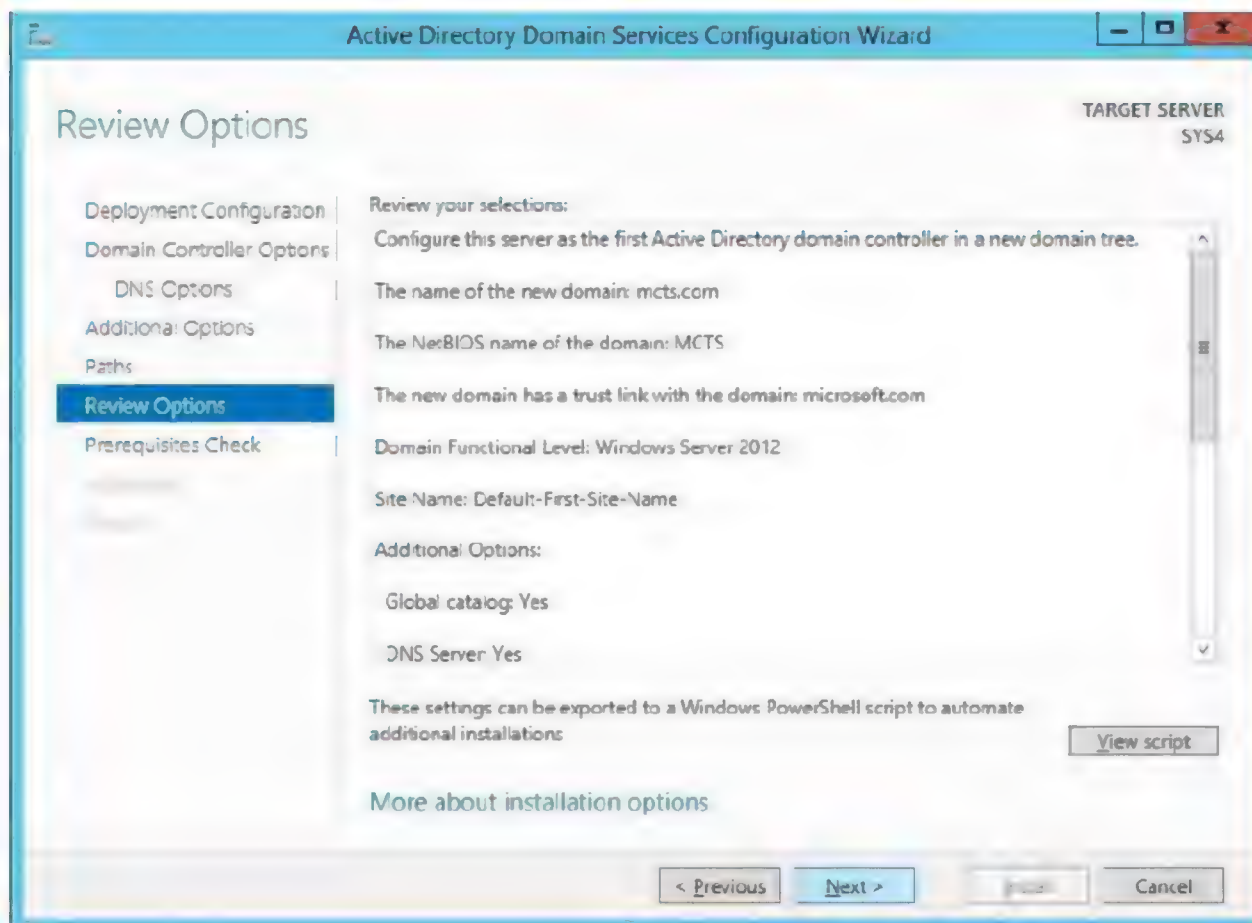 Active Directory Domain Services Configuration Wizard
Review Options
TARGET SERVER
SYS4
Deployment Configuration
Domain Controller Options
DNS Options
Additional Options
Paths
Review Options
Prerequisites Check
Review your selections:
Configure this server as the first Active Directory domain controller in a new domain tree.
The name of the new domain: mcts.com
The NetBIOS name of the domain: MCTS
The new domain has a trust link with the domain: microsoft.com
Domain Functional Level: Windows Server 2012
Site Name: Default-First-Site-Name
Additional Options:
Global catalog: Yes
DNS Server: Yes
These settings can be exported to a Windows PowerShell script to automate
additional installations
View script
More about installation options
< Previous
Next >
Install
Cancel